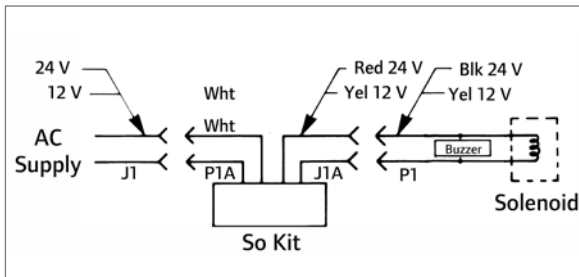 24 V
12 V
Wht
Wht
Red 24 V
Yel 12 V
Blk 24 V
Yel 12 V
AC
Supply
J1
P1A
J1A
P1
Buzzer
Solenoid
So Kit